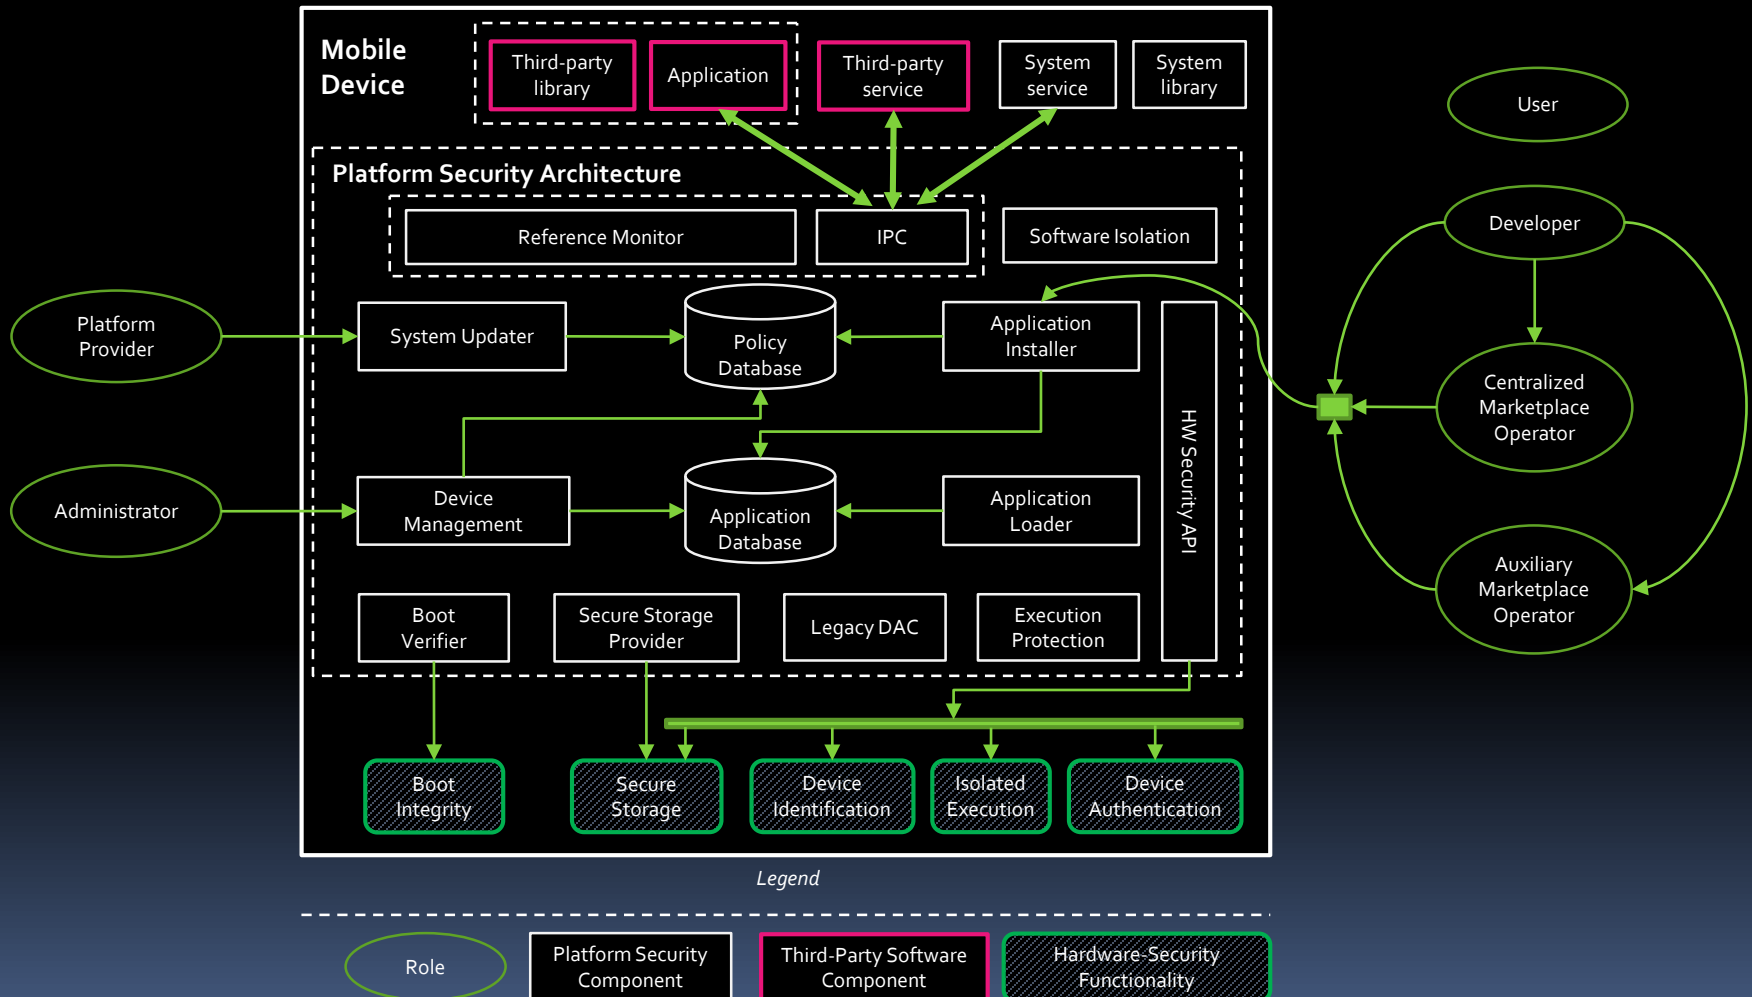 Mobile
Device
Third-party
library
Application
Third-party
service
System
service
System
library
User
Platform Security Architecture
Reference Monitor
IPC
Software Isolation
Developer
Platform
Provider
System Updater
Policy
Database
Application
Installer
HW Security API
Centralized
Marketplace
Operator
Administrator
Device
Management
Application
Database
Application
Loader
Auxiliary
Marketplace
Operator
Boot
Verifier
Secure Storage
Provider
Legacy DAC
Execution
Protection
Boot
Integrity
Secure
Storage
Device
Identification
Isolated
Execution
Device
Authentication
Legend
Role
Platform Security
Component
Third-Party Software
Component
Hardware-Security
Functionality